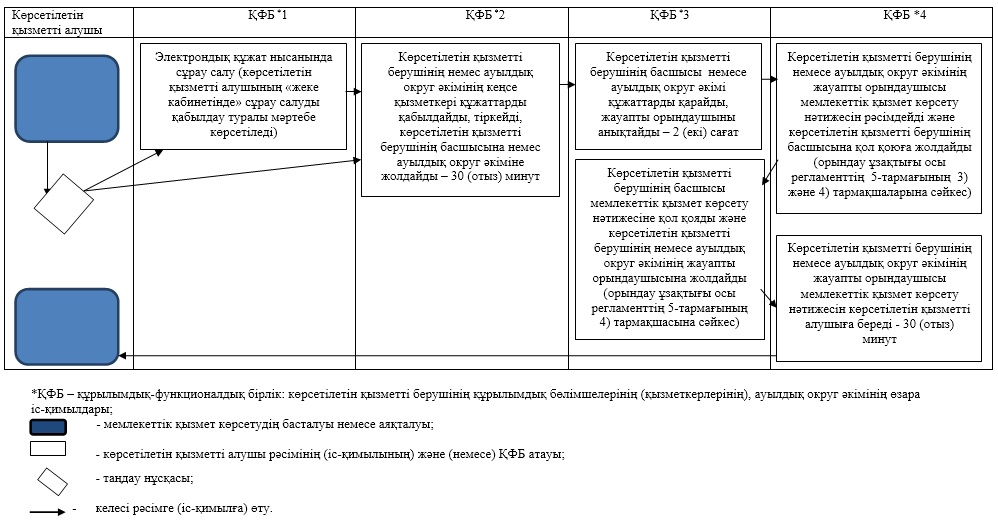 Көрсетілетін
қызметті алушы
ҚФБ *1
ҚФБ *2
ҚФБ *3
ҚФБ *4
Электрондық құжат нысанында
сұрау салу (көрсетілетін
қызметті алушының «жеке
кабинетінде» сұрау салуды
қабылдау туралы мәртебе
көрсетіледі)
Көрсетілетін қызметті
берушінің немес ауылдық
округ әкімінің кеңсе
қызметкері құжаттарды
қабылдайды, тіркейді,
көрсетілетін қызметті
берушінің басшысына немес
ауылдық округ әкіміне
жолдайды – 30 (отыз) минут
Көрсетілетін қызметті
берушінің басшысы немесе
ауылдық округ әкімі
құжаттарды қарайды,
жауапты орындаушыны
анықтайды – 2 (екі) сағат
Көрсетілетін қызметті
берушінің басшысы
мемлекеттік қызмет көрсету
нәтижесіне қол қояды және
көрсетілетін қызметті
берушінің немесе ауылдық
округ әкімінің жауапты
орындаушысына жолдайды
(орындау ұзақтығы осы
регламенттің 5-тармағының
4) тармақшасына сәйкес)
Көрсетілетін қызметті берушінің
немесе ауылдық округ әкімінің
жауапты орындаушысы
мемлекеттік қызмет көрсету
нәтижесін рәсімдейді және
көрсетілетін қызметті берушінің
басшысына қол қоюға жолдайды
(орындау ұзақтығы осы
регламенттің 5-тармағының 3)
және 4) тармақшаларына сәйкес)
Көрсетілетін қызметті берушінің
немесе ауылдық округ әкімінің
жауапты орындаушысы
мемлекеттік қызмет көрсету
нәтижесін көрсетілетін қызметті
алушыға береді - 30 (отыз)
минут
*ҚФБ – құрылымдық-функционалдық бірлік: көрсетілетін қызметті берушінің құрылымдық бөлімшелерінің (қызметкерлерінің), ауылдық округ әкімінің өзара
іс-қимылдары;
- мемлекеттік қызмет көрсетудің басталуы немесе аяқталуы;
- көрсетілетін қызметті алушы рәсімінің (іс-қимылының) және (немесе) ҚФБ атауы;
- таңдау нұсқасы;
- келесі рәсімге (іс-қимылға) өту.